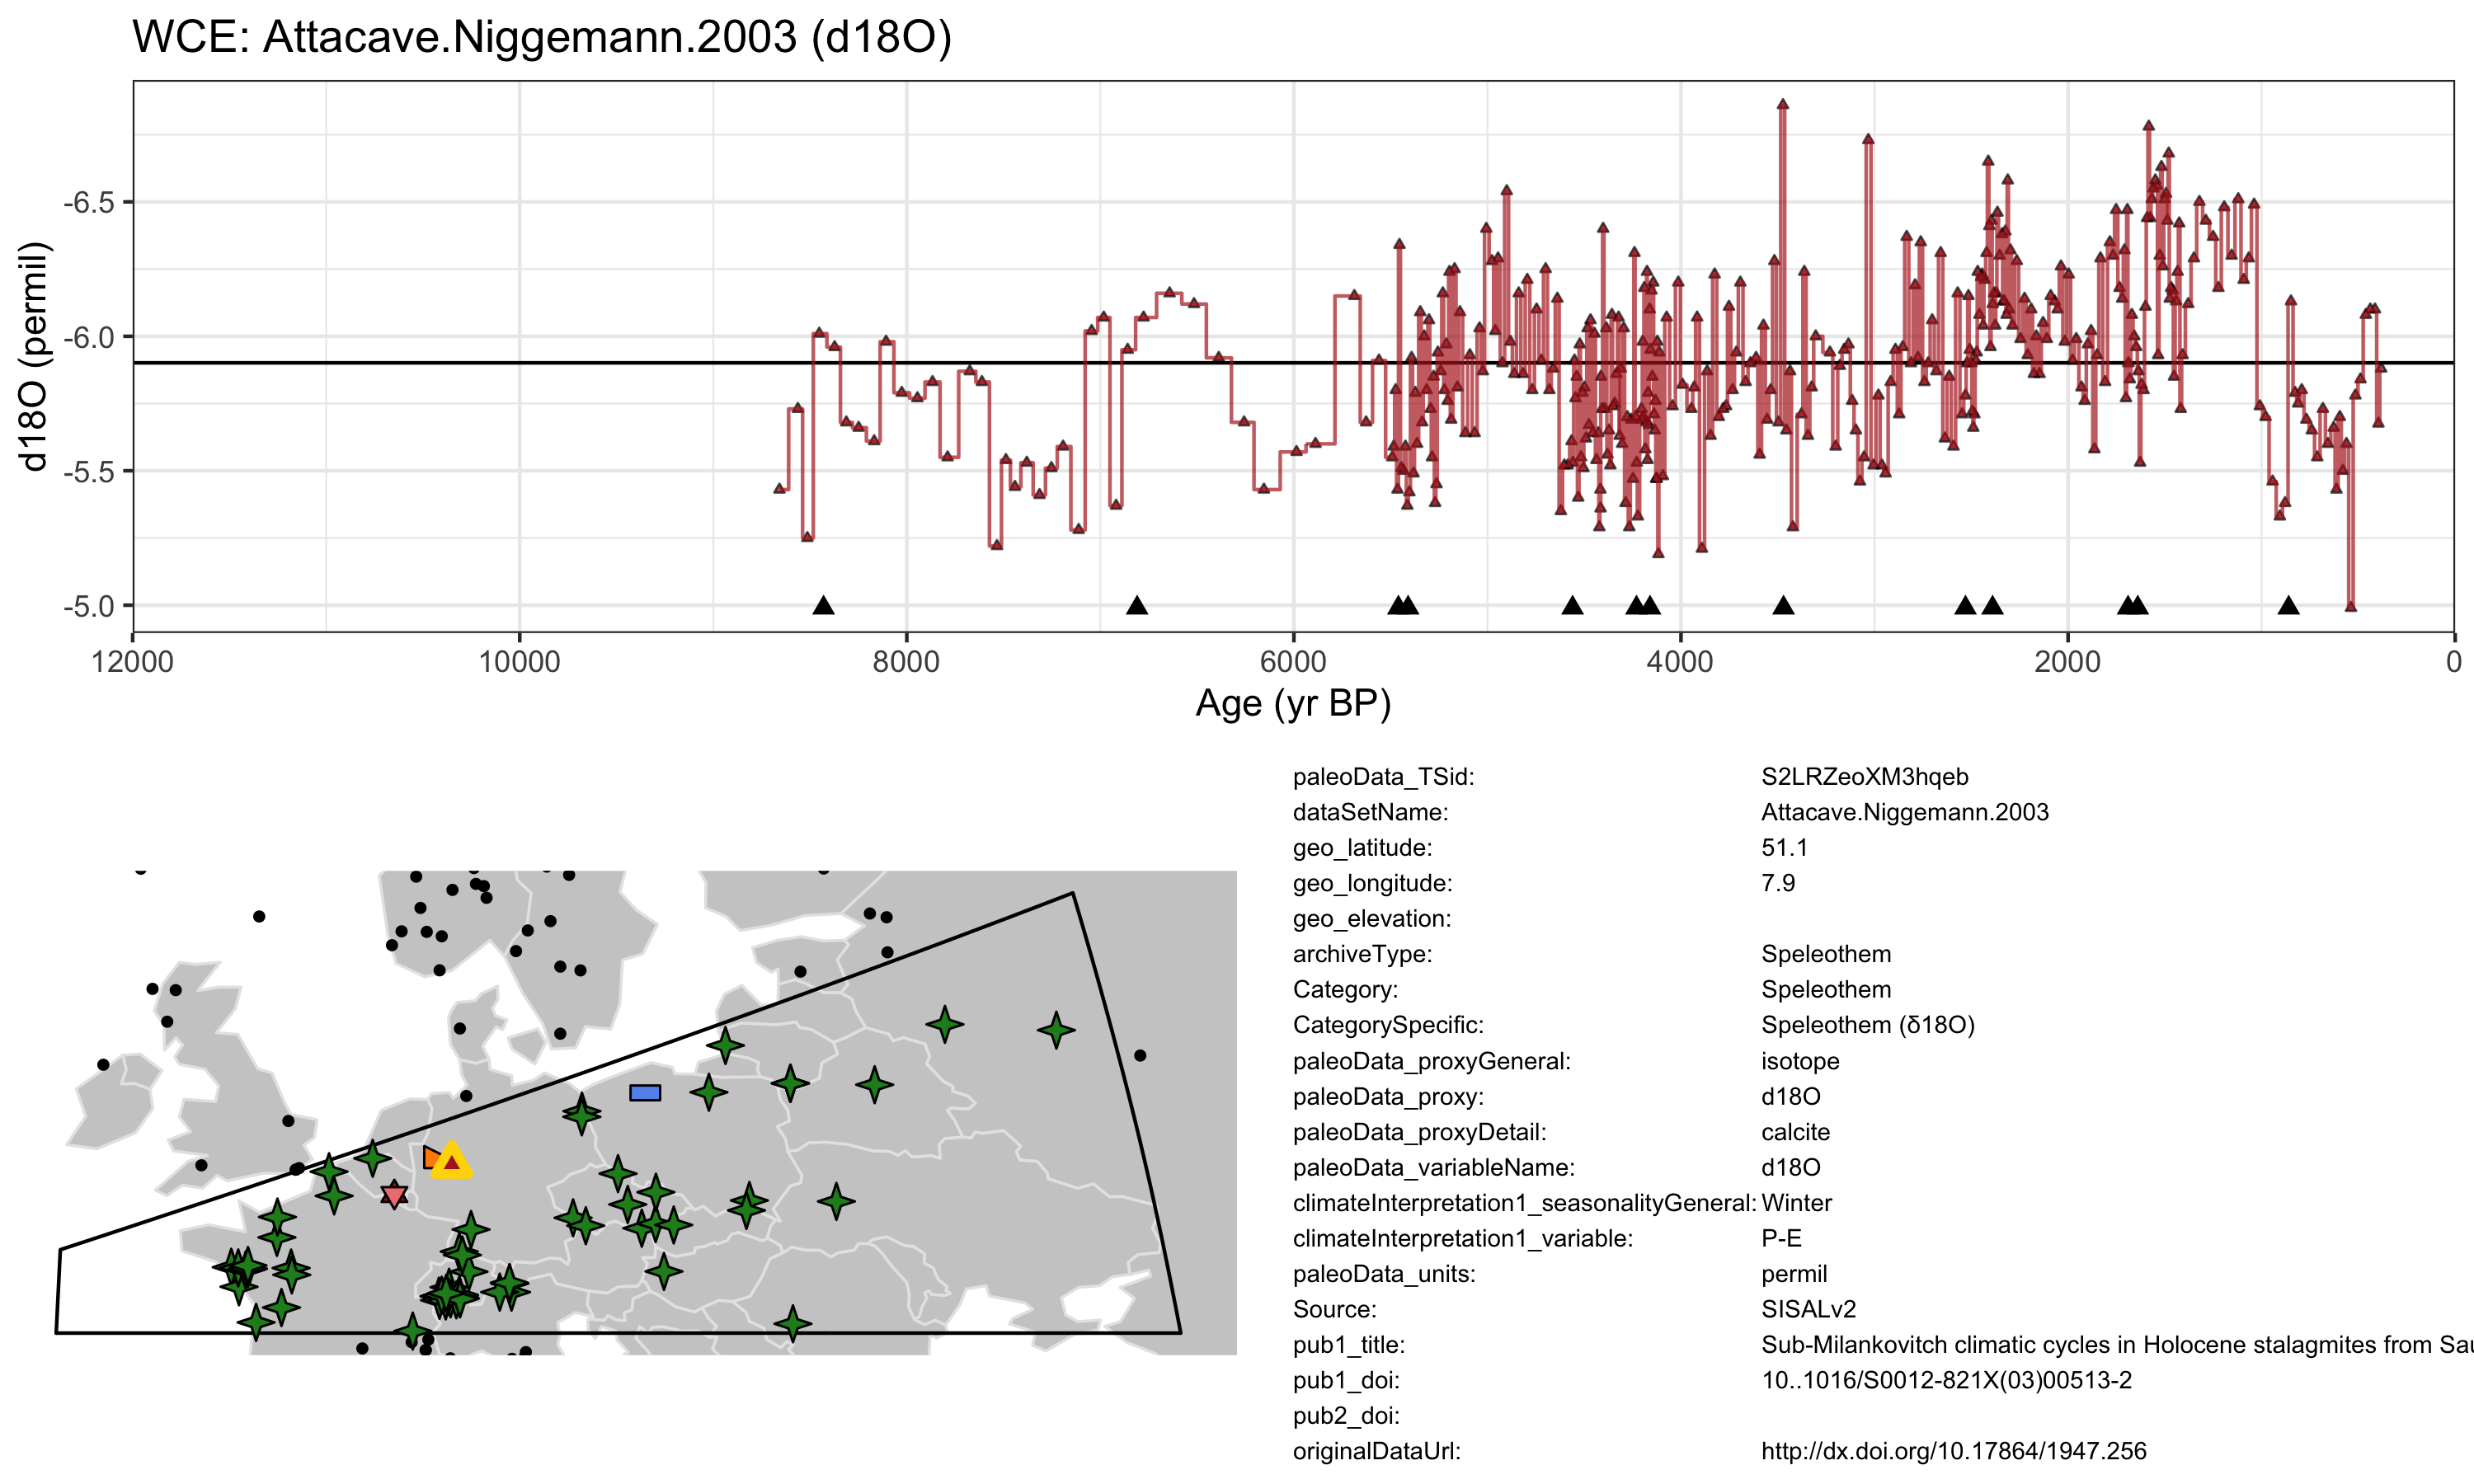 WCE: Attacave.Niggemann.2003 (d18O)
d18O (permil)
-6.5
-6.0
-5.5
-5.0
12000 10000 8000 6000 4000 2000 0
Age (yr BP)
paleoData_TSid: S2LRZeoXM3hqeb
dataSetName: Attacave.Niggemann.2003
geo_latitude: 51.1
geo_longitude: 7.9
geo_elevation:
archiveType: Speleothem
Category: Speleothem
CategorySpecific: Speleothem (δ18O)
paleoData_proxyGeneral: isotope
paleoData_proxy: d18O
paleoData_proxyDetail: calcite
paleoData_variableName: d18O
climateInterpretation1_seasonalityGeneral: Winter
climateInterpretation1_variable: P-E
paleoData_units: permil
Source: SISALv2
pub1_title: Sub-Milankovitch climatic cycles in Holocene stalagmites from Sau
pub1_doi: 10..1016/S0012-821X(03)00513-2
pub2_doi:
originalDataUrl: http://dx.doi.org/10.17864/1947.256